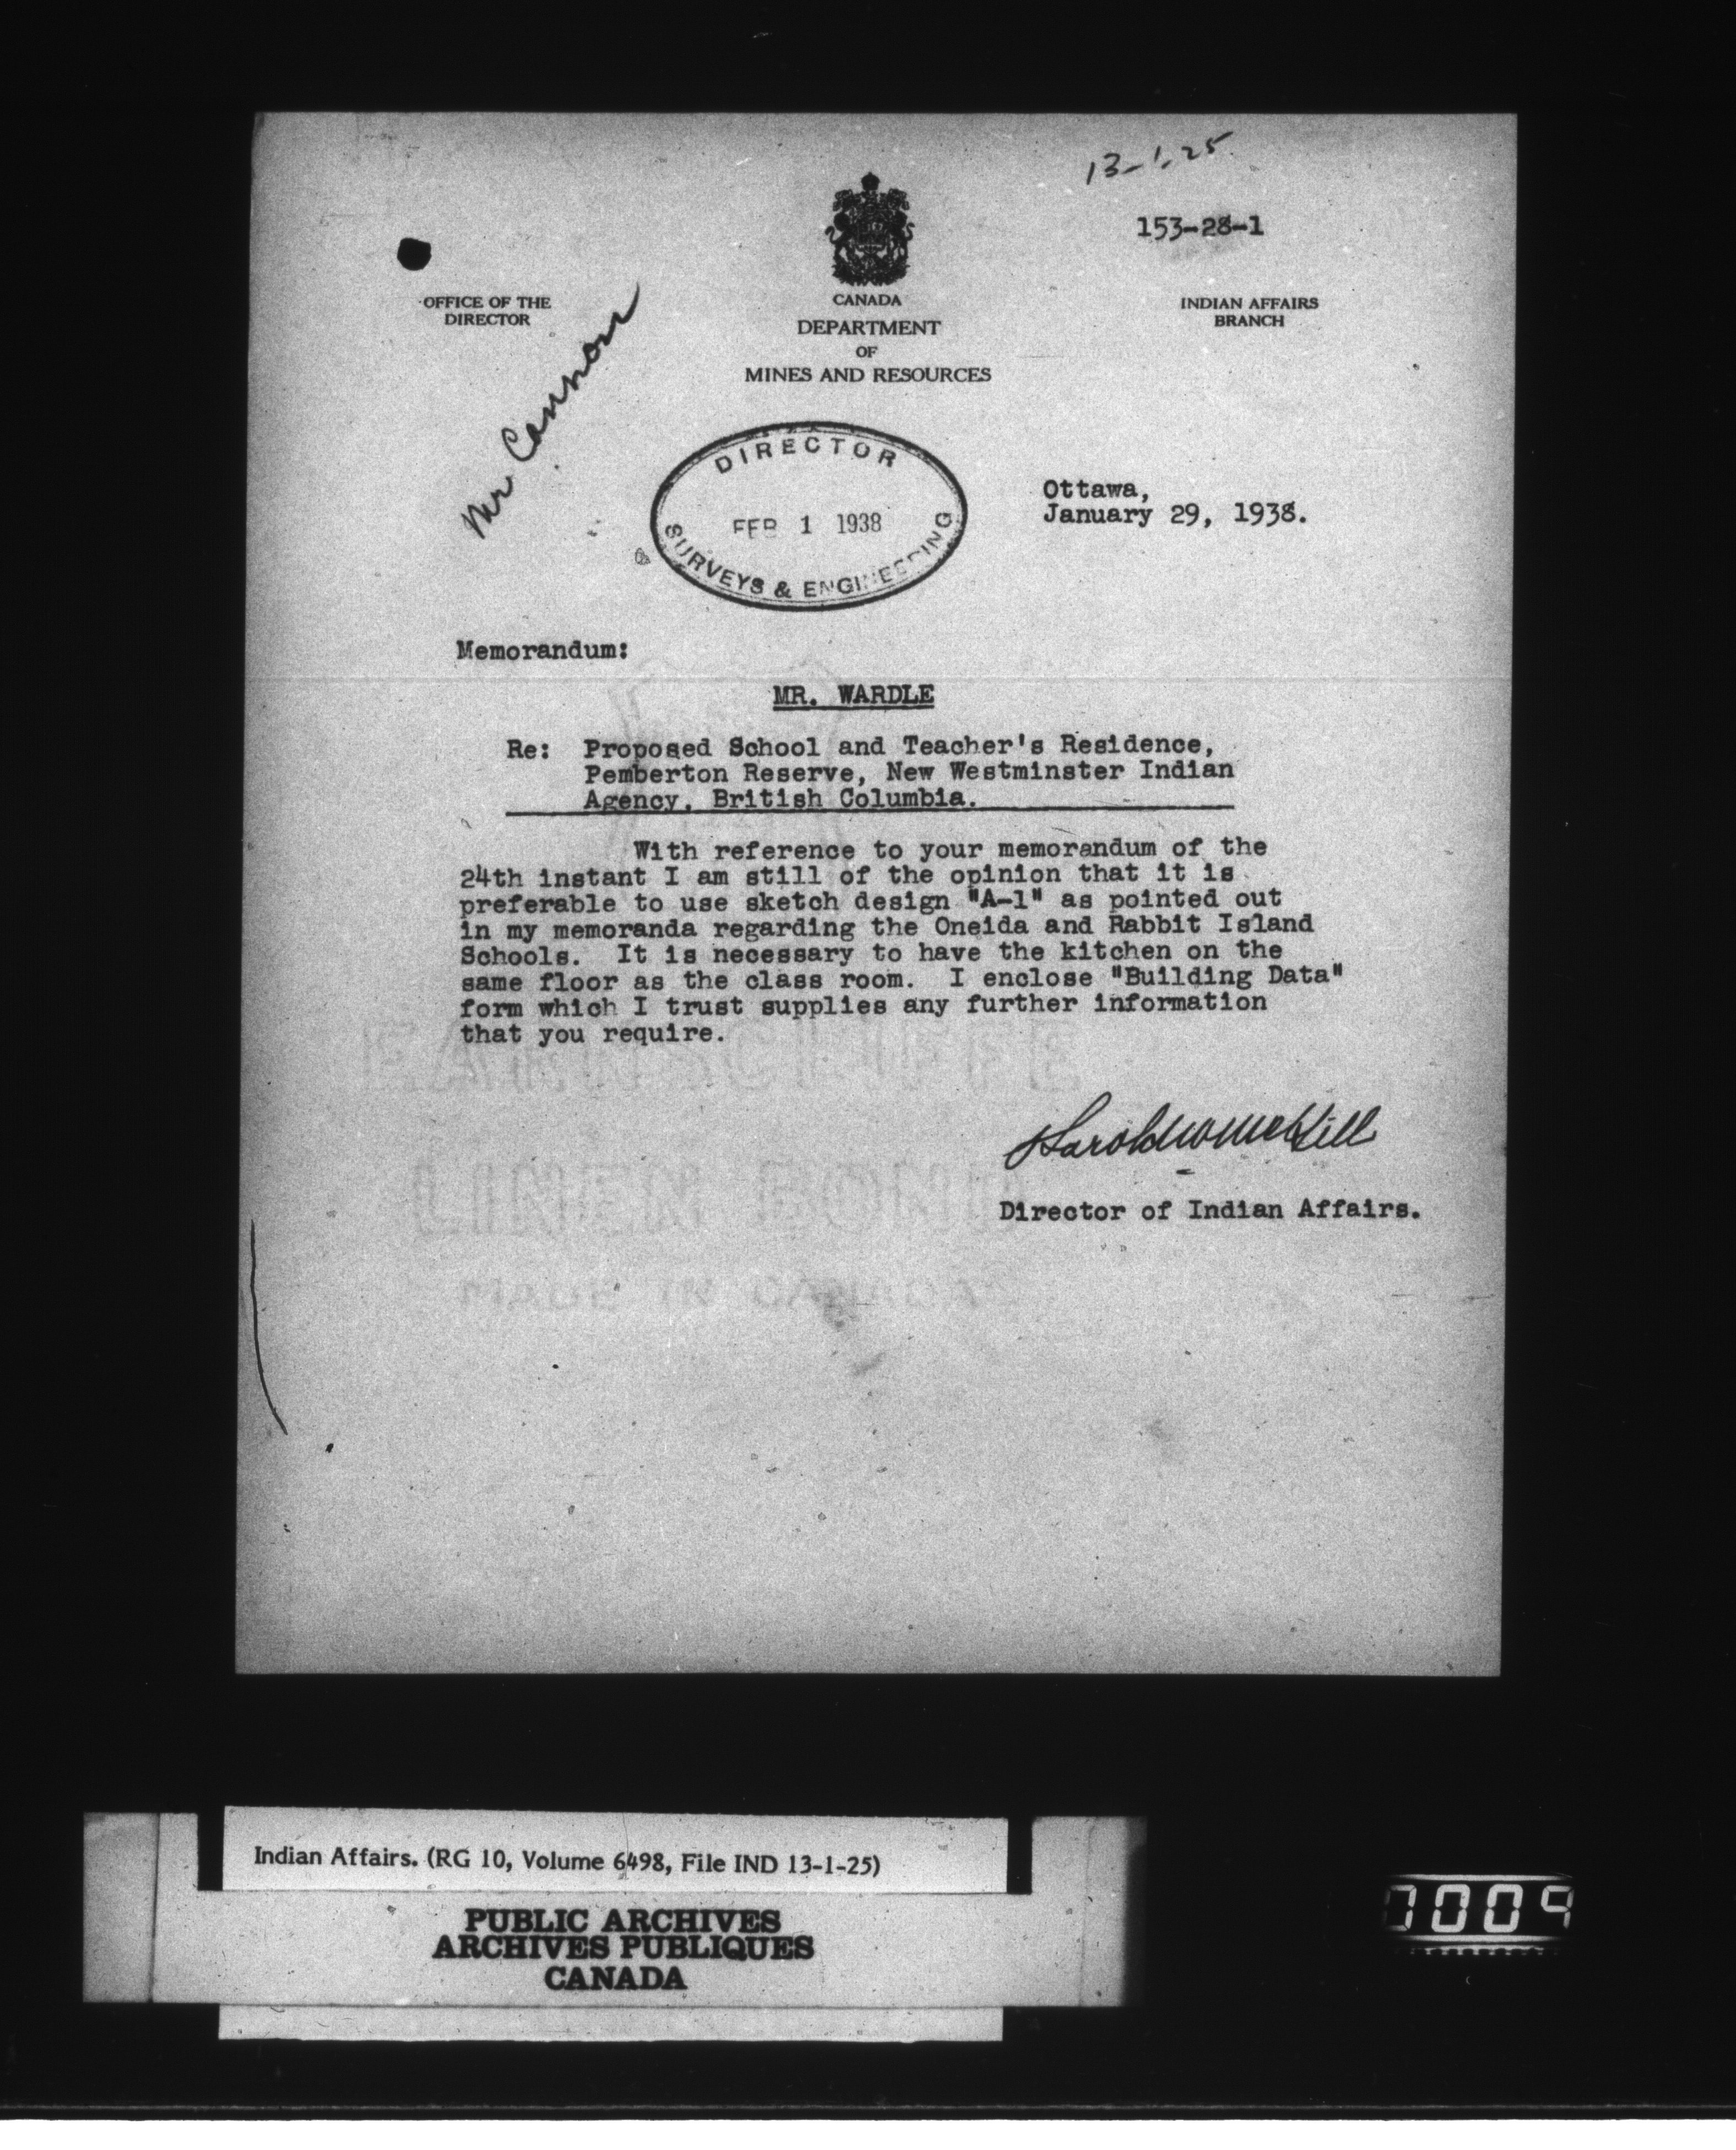 13-1-25
153-28-1
OFFICE OF THE
DIRECTOR
CANADA
DEPARTMENT
OF
MINES AND RESOURCES
INDIAN AFFAIRS
BRANCH
Mr Cannon
DIRECTOR
FEB 1 1938
SURVEYS & ENGINEERING
Ottawa,
January 29, 1938.
Memorandum:
MR. WARDLE
Re: Proposed School and Teacher's Residence,
Pemberton Reserve, New Westminster Indian
Agency, British Columbia.
With reference to your memorandum of the
24th instant I am still of the opinion that it is
preferable to use sketch design "A-1" as pointed out
in my memoranda regarding the Oneida and Rabbit Island
Schools. It is necessary to have the kitchen on the
same floor as the class room. I enclose "Building Data"
form which I trust supplies any further information
that you require.
Harold W McGill
Director of Indian Affairs.
LINEN BOND
MADE IN CANADA
Indian Affairs. (RG 10, Volume 6498, File IND 13-1-25)
PUBLIC ARCHIVES
ARCHIVES PUBLIQUES
CANADA
0009